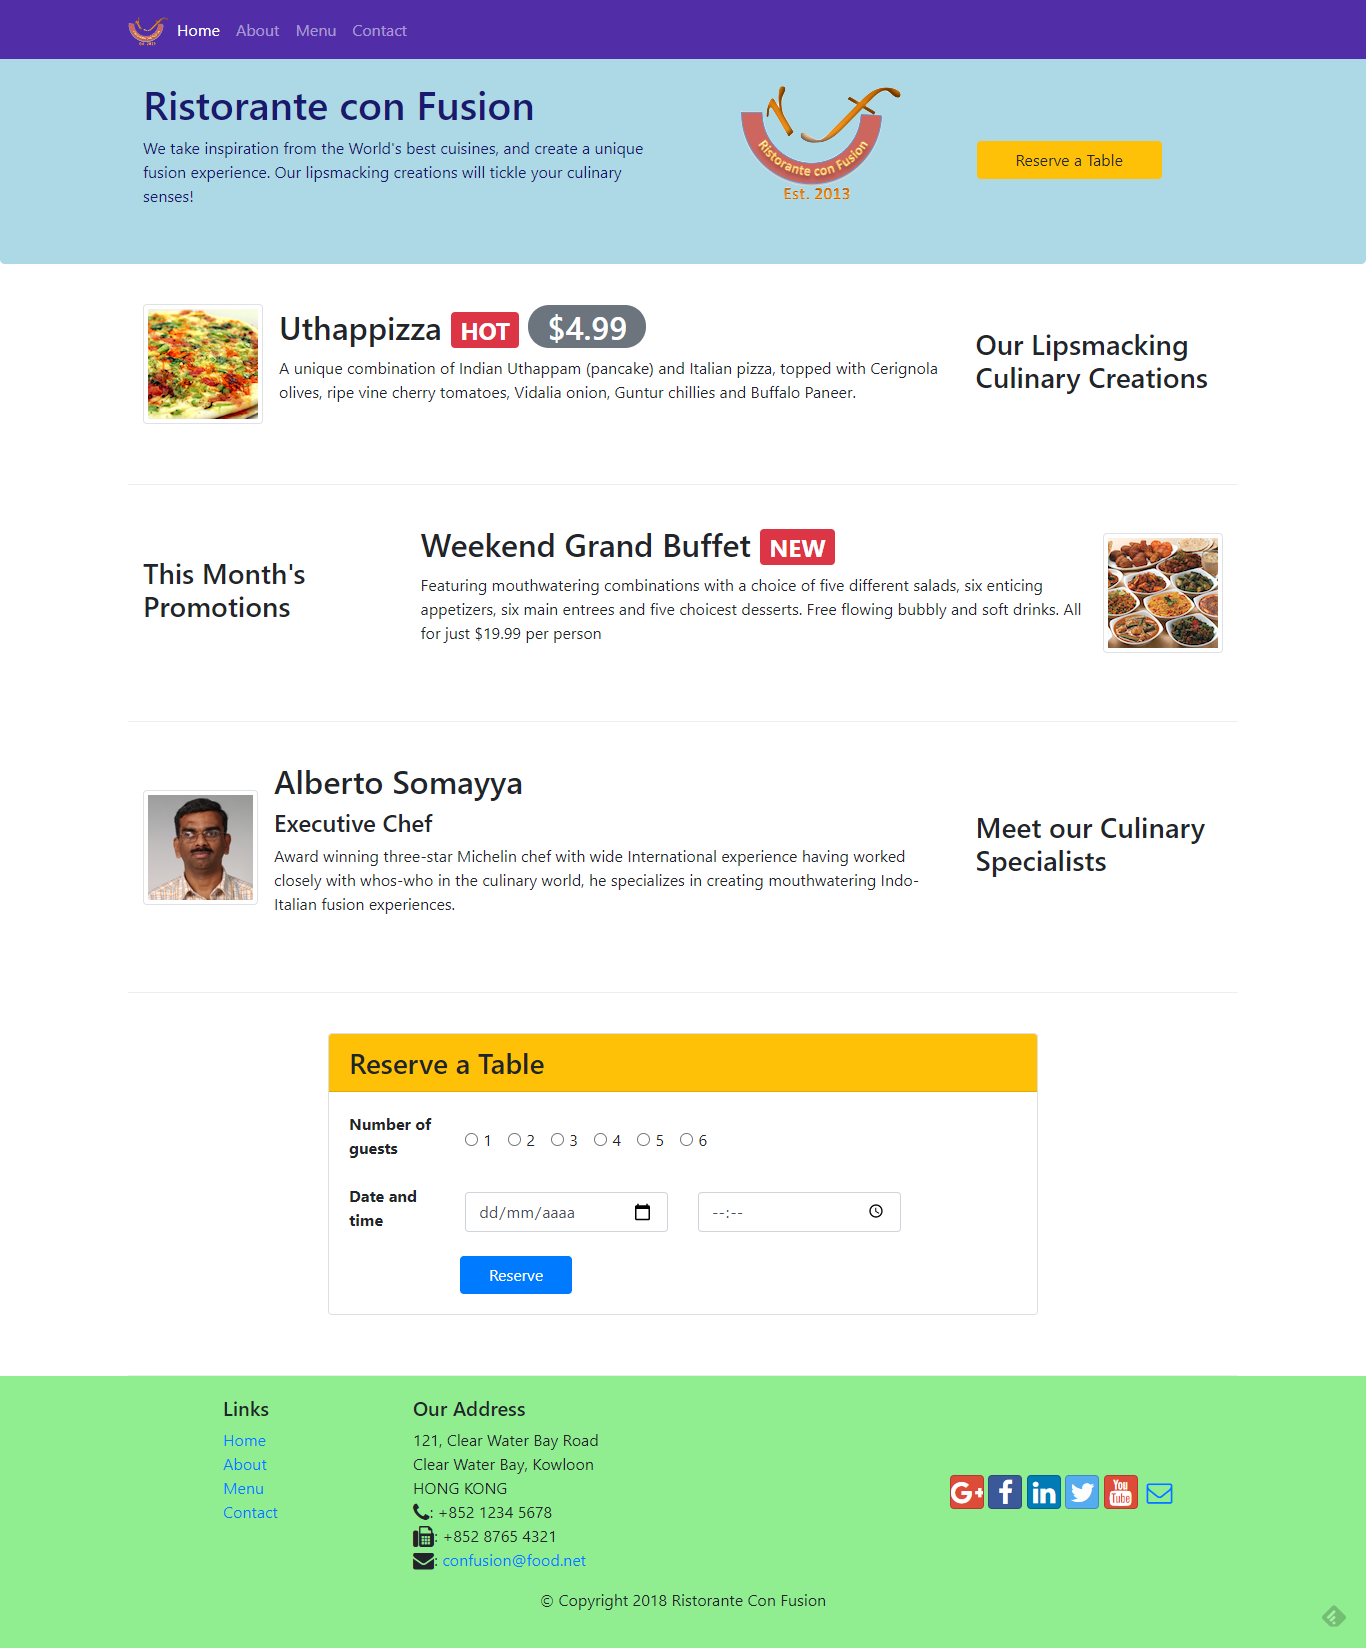 Home About Menu Contact
Ristorante con Fusion
We take inspiration from the World's best cuisines, and create a unique
fusion experience. Our lipsmacking creations will tickle your culinary
senses!
Ristorante con Fusion
Est. 2013
Reserve a Table
Uthappizza HOT $4.99
A unique combination of Indian Uthappam (pancake) and Italian pizza, topped with Cerignola
olives, ripe vine cherry tomatoes, Vidalia onion, Guntur chillies and Buffalo Paneer.
Our Lipsmacking
Culinary Creations
This Month's
Promotions
Weekend Grand Buffet NEW
Featuring mouthwatering combinations with a choice of five different salads, six enticing
appetizers, six main entrees and five choicest desserts. Free flowing bubbly and soft drinks. All
for just $19.99 per person
Alberto Somayya
Executive Chef
Award winning three-star Michelin chef with wide International experience having worked
closely with whos-who in the culinary world, he specializes in creating mouthwatering Indo-
Italian fusion experiences.
Meet our Culinary
Specialists
Reserve a Table
Number of
guests
1 2 3 4 5 6
Date and
time
dd/mm/aaaa
--:--
Reserve
Links
Home
About
Menu
Contact
Our Address
121, Clear Water Bay Road
Clear Water Bay, Kowloon
HONG KONG
: +852 1234 5678
: +852 8765 4321
: confusion@food.net
G+ f in You Tube
© Copyright 2018 Ristorante Con Fusion